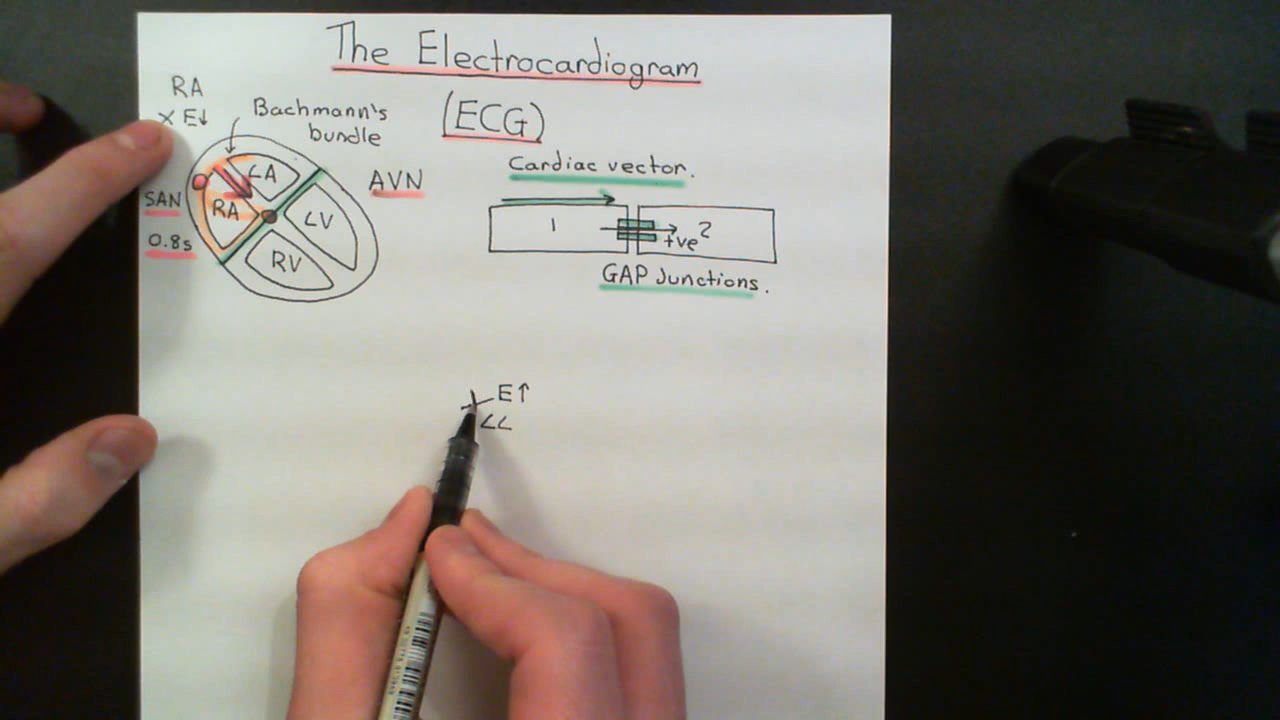 The Electrocardiogram
(ECG)
RA
X E↓
Bachmann's
bundle
LA
RA
LV
RV
SAN
0.8s
AVN
Cardiac vector.
1
+ve 2
GAP Junctions.
X E↑
LL